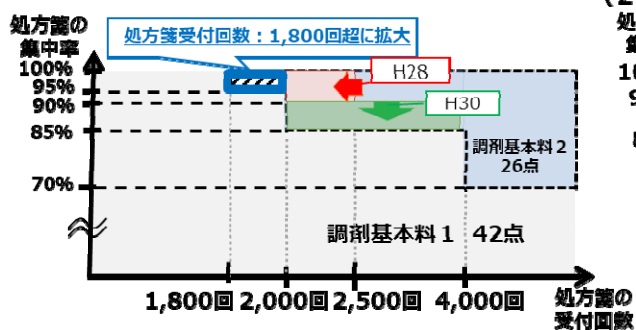 処方箋の
集中率
処方箋受付回数：1,800回超に拡大
100%
95%
90%
85%
70%
H28
H30
調剤基本料２
26点
調剤基本料１ 42点
1,800回 2,000回 2,500回 4,000回
処方箋の
受付回数